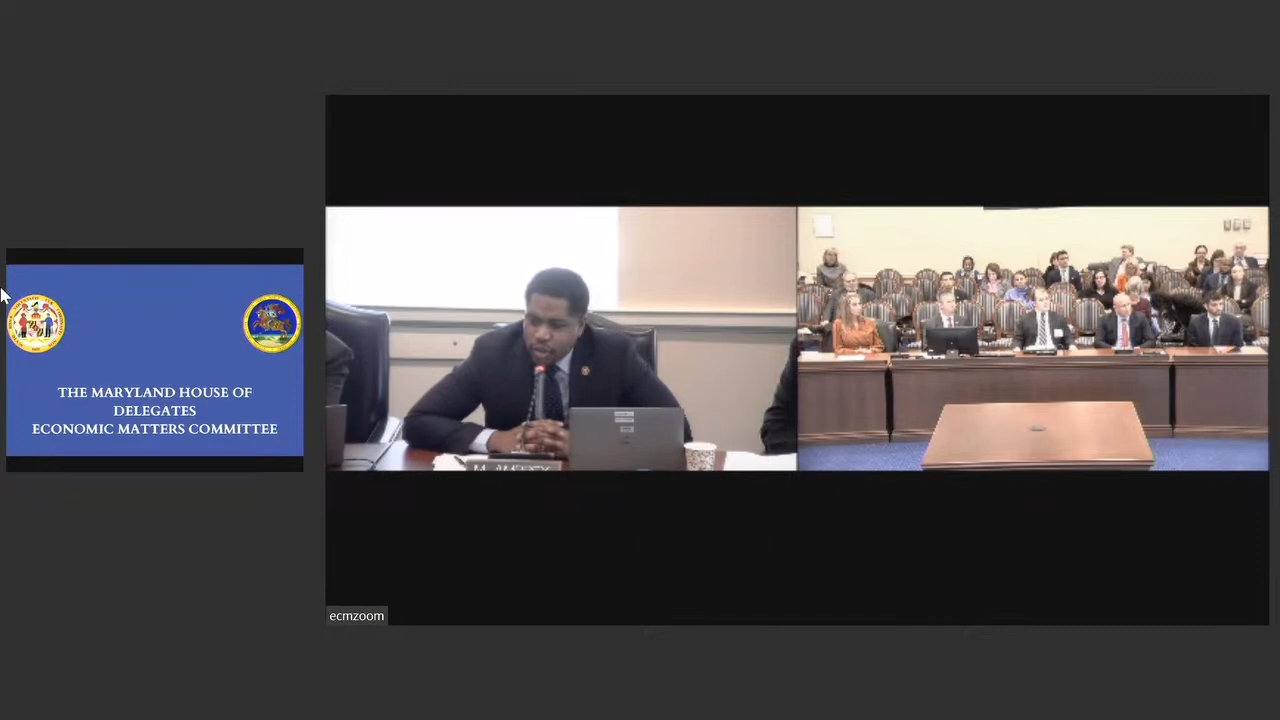 THE MARYLAND HOUSE OF
DELEGATES
ECONOMIC MATTERS COMMITTEE
ecmzoom